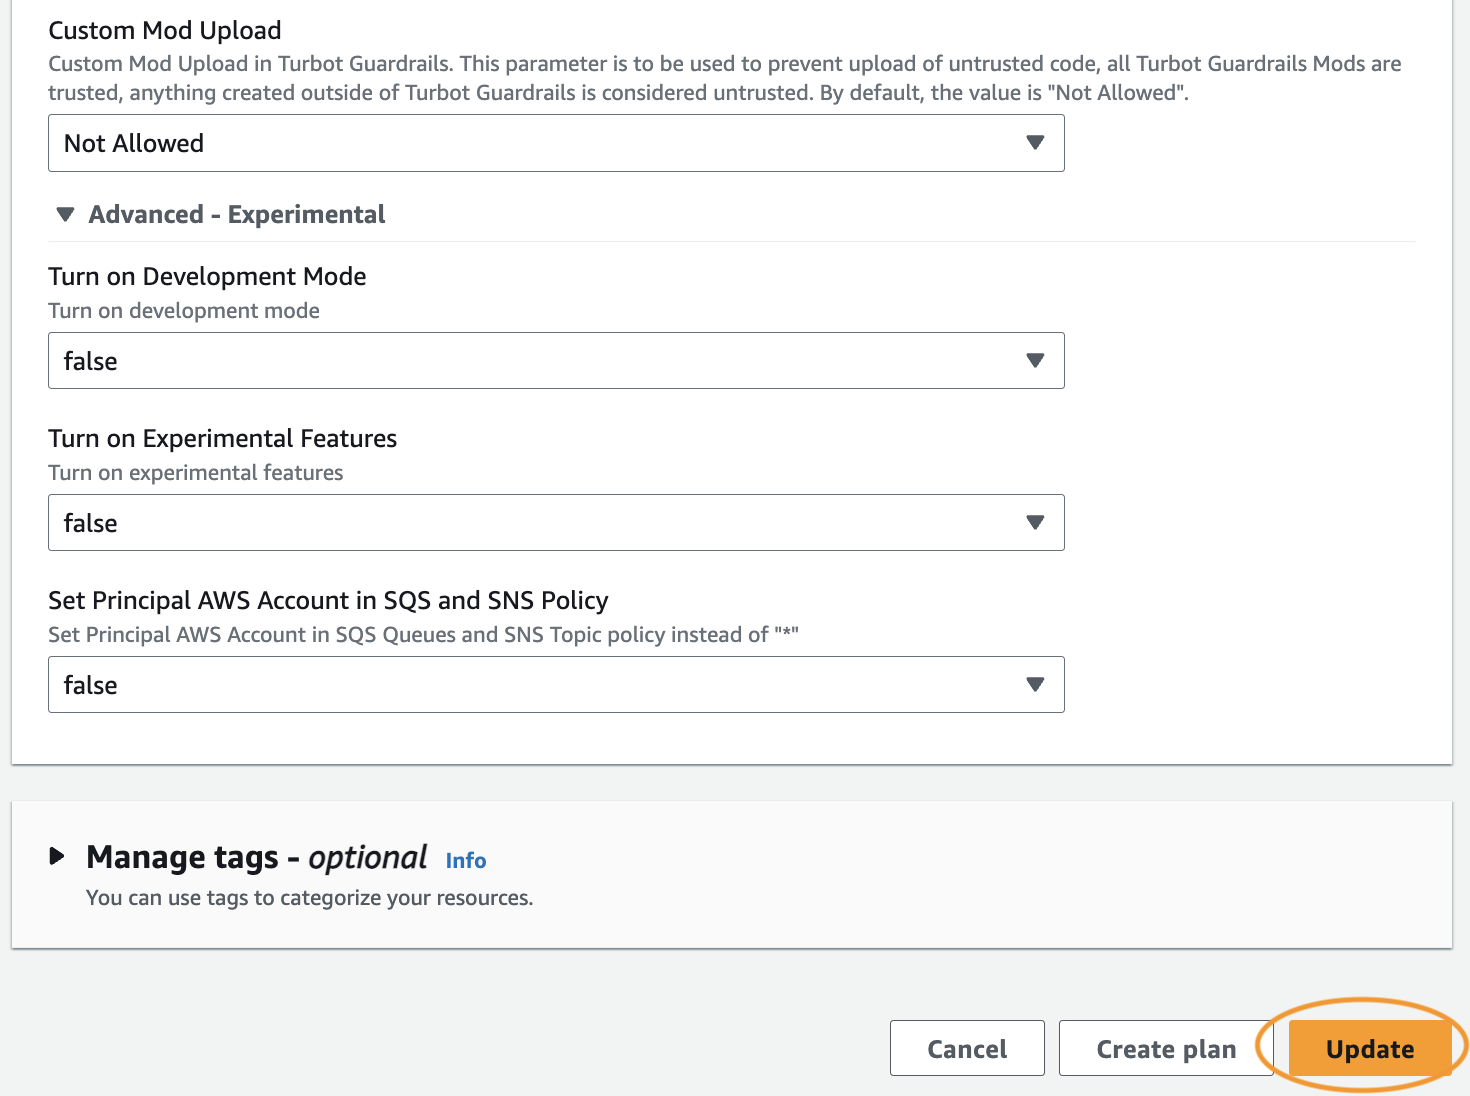 Custom Mod Upload
Custom Mod Upload in Turbot Guardrails. This parameter is to be used to prevent upload of untrusted code, all Turbot Guardrails Mods are
trusted, anything created outside of Turbot Guardrails is considered untrusted. By default, the value is "Not Allowed".
Not Allowed
Advanced - Experimental
Turn on Development Mode
Turn on development mode
false
Turn on Experimental Features
Turn on experimental features
false
Set Principal AWS Account in SQS and SNS Policy
Set Principal AWS Account in SQS Queues and SNS Topic policy instead of "*"
false
Manage tags - optional Info
You can use tags to categorize your resources.
Cancel Create plan Update